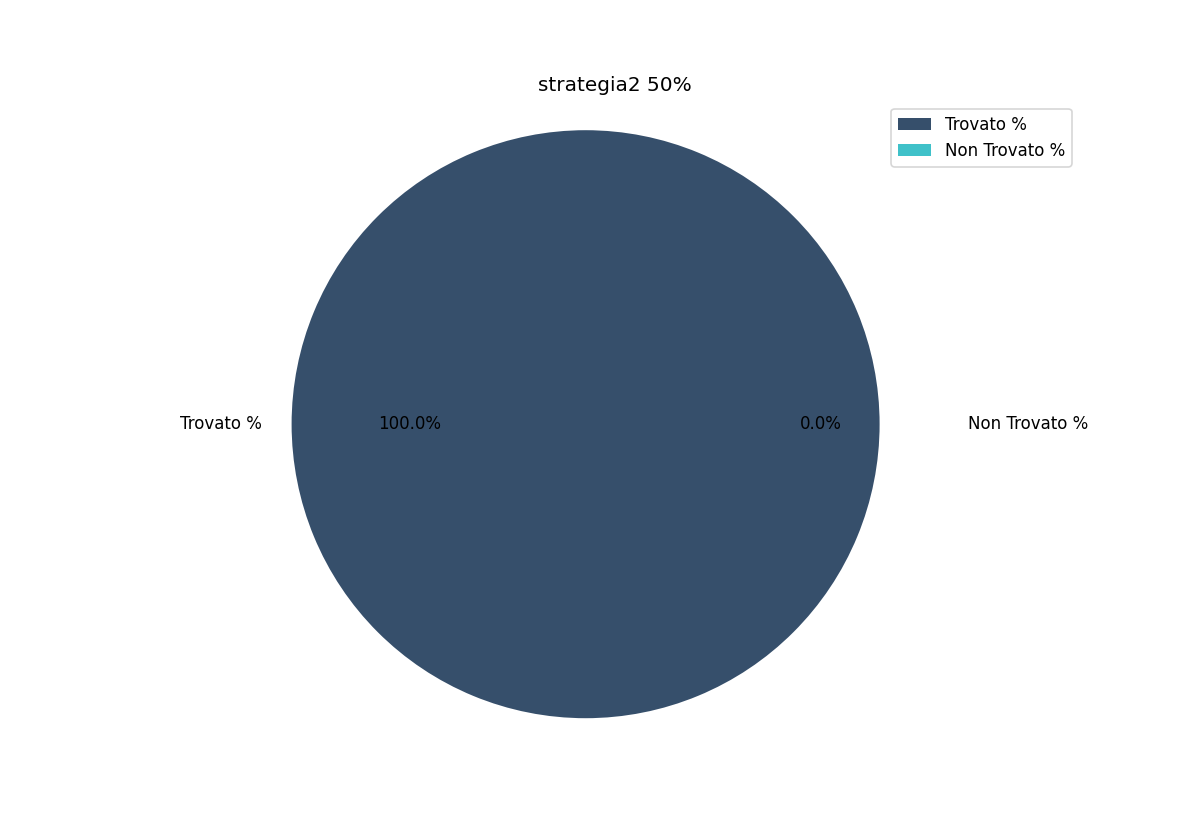 strategia2 50%
Trovato %
Non Trovato %
Trovato %
100.0%
0.0%
Non Trovato %